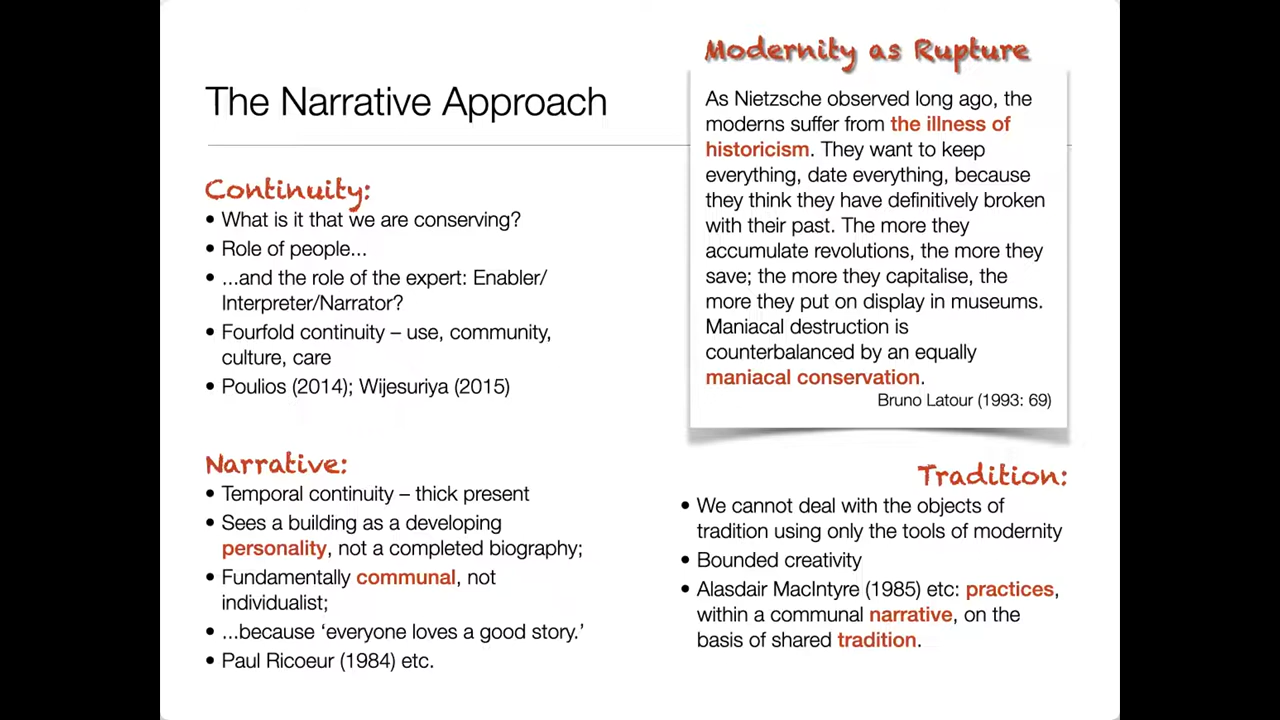 The Narrative Approach
Continuity:
• What is it that we are conserving?
• Role of people...
• ...and the role of the expert: Enabler/
Interpreter/Narrator?
• Fourfold continuity – use, community,
culture, care
• Poulios (2014); Wijesuriya (2015)
Narrative:
• Temporal continuity – thick present
• Sees a building as a developing
personality, not a completed biography;
• Fundamentally communal, not
individualist;
• ...because ‘everyone loves a good story.’
• Paul Ricoeur (1984) etc.
Modernity as Rupture
As Nietzsche observed long ago, the
moderns suffer from the illness of
historicism. They want to keep
everything, date everything, because
they think they have definitively broken
with their past. The more they
accumulate revolutions, the more they
save; the more they capitalise, the
more they put on display in museums.
Maniacal destruction is
counterbalanced by an equally
maniacal conservation.
Bruno Latour (1993: 69)
Tradition:
• We cannot deal with the objects of
tradition using only the tools of modernity
• Bounded creativity
• Alasdair MacIntyre (1985) etc: practices,
within a communal narrative, on the
basis of shared tradition.